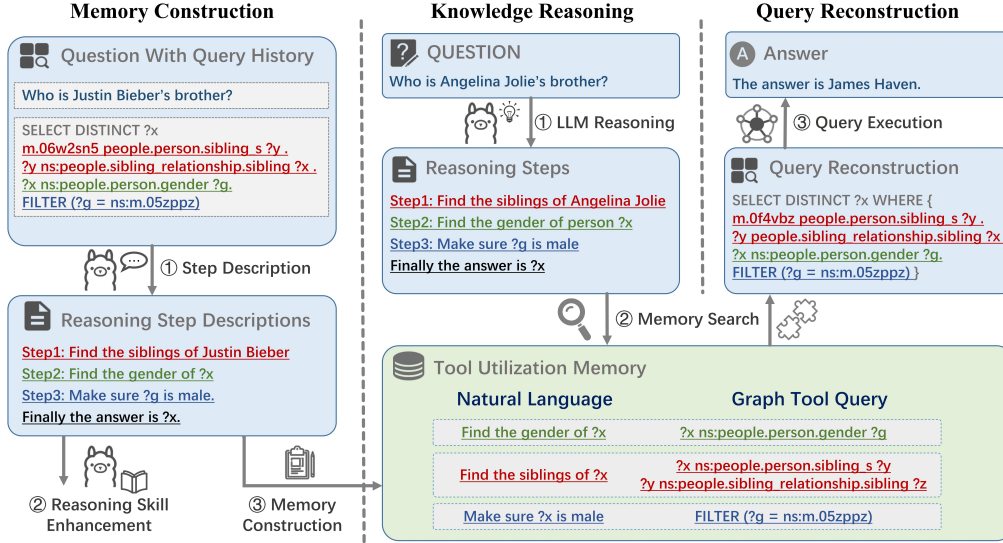 Memory Construction
Question With Query History
Who is Justin Bieber's brother?
SELECT DISTINCT ?x
m.06w2sn5 people.person.sibling_s ?y .
?y ns:people.sibling_relationship.sibling ?x .
?x ns:people.person.gender ?g.
FILTER (?g = ns:m.05zppz)
① Step Description
Reasoning Step Descriptions
Step1: Find the siblings of Justin Bieber
Step2: Find the gender of ?x
Step3: Make sure ?g is male.
Finally the answer is ?x.
② Reasoning Skill
Enhancement
③ Memory
Construction
Knowledge Reasoning
QUESTION
Who is Angelina Jolie's brother?
① LLM Reasoning
Reasoning Steps
Step1: Find the siblings of Angelina Jolie
Step2: Find the gender of person ?x
Step3: Make sure ?g is male
Finally the answer is ?x
② Memory Search
Query Reconstruction
A Answer
The answer is James Haven.
③ Query Execution
Query Reconstruction
SELECT DISTINCT ?x WHERE {
m.0f4vbz people.person.sibling_s ?y .
?y people.sibling_relationship.sibling ?x
?x ns:people.person.gender ?g.
FILTER (?g = ns:m.05zppz) }
Tool Utilization Memory
Natural Language Graph Tool Query
Find the gender of ?x ?x ns:people.person.gender ?g
Find the siblings of ?x ?x ns:people.person.sibling_s ?y
?y ns:people.sibling_relationship.sibling ?z
Make sure ?x is male FILTER (?g = ns:m.05zppz)